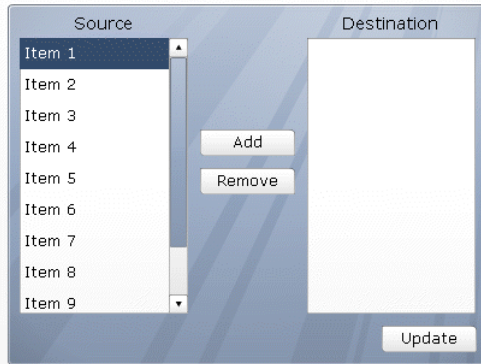 Source
Destination
Item 1
Item 2
Item 3
Item 4
Item 5
Item 6
Item 7
Item 8
Item 9
Add
Remove
Update